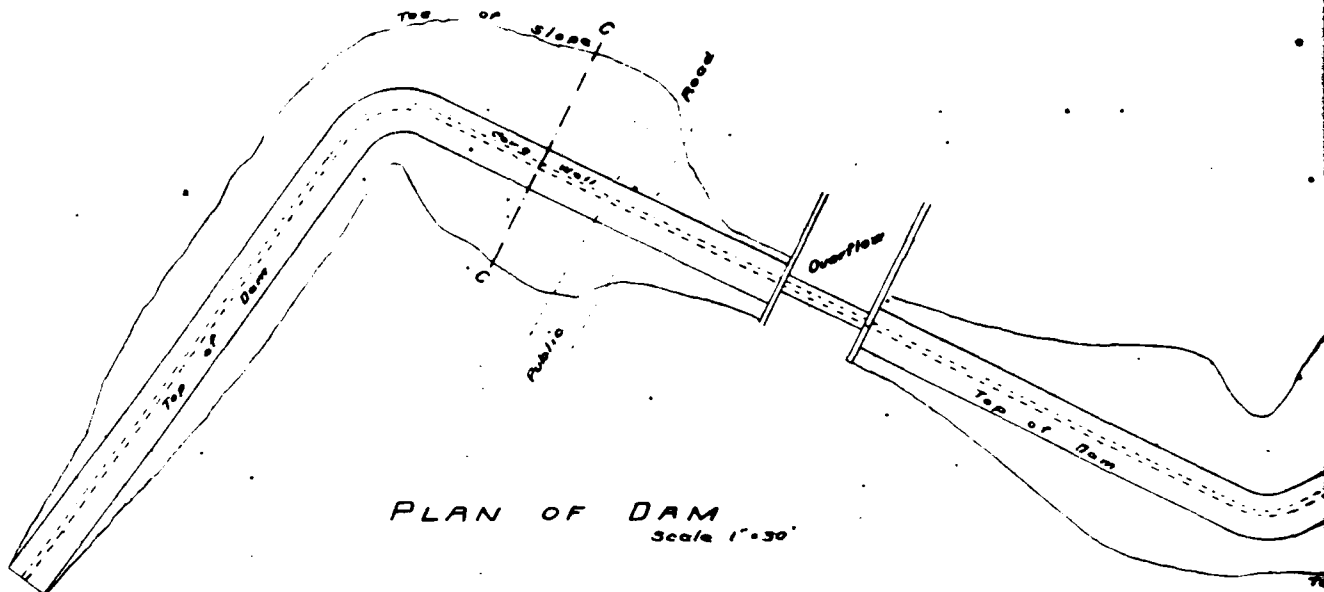 Toe of Slope
C
Road
Core wall
Overflow
C
Top of Dam
Public
Top of Dam
PLAN OF DAM
Scale 1"=30'